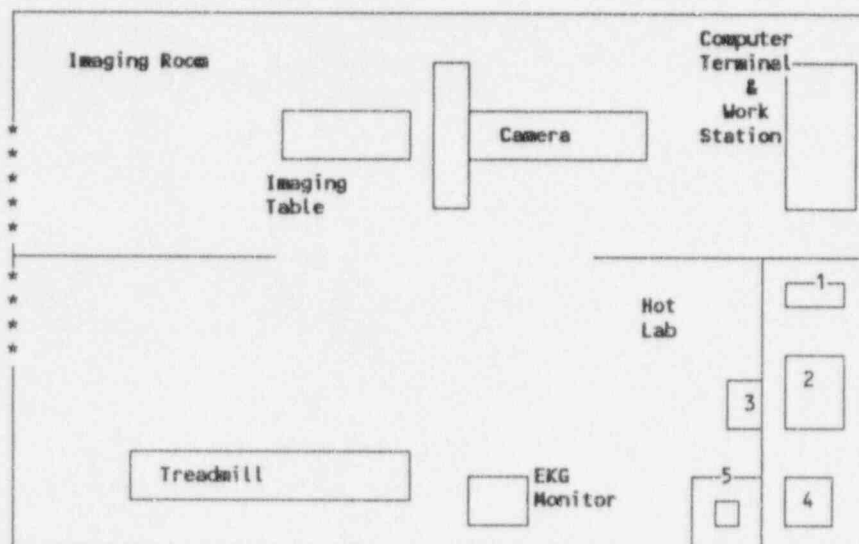 Imaging Room
Computer
Terminal
&
Work
Station
Camera
Imaging
Table
*
*
*
*
*
*
*
*
*
Hot
Lab
1
2
3
Treadmill
EKG
Monitor
5
4